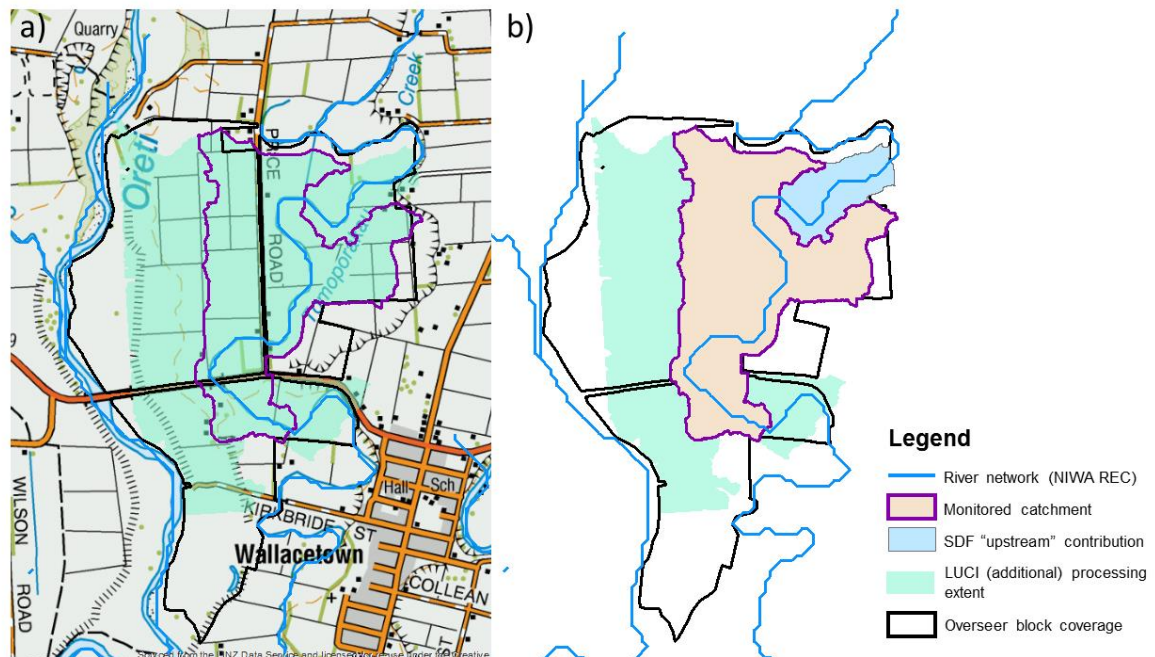 a)
Quarry
Creek
Oreti
PRICE
ROAD
WILSON
ROAD
Hall
Sch
KIRKBRIDE
ST
Wallacetown
COLLEAN
ST
b)
Legend
River network (NIWA REC)
Monitored catchment
SDF “upstream” contribution
LUCI (additional) processing
extent
Overseer block coverage